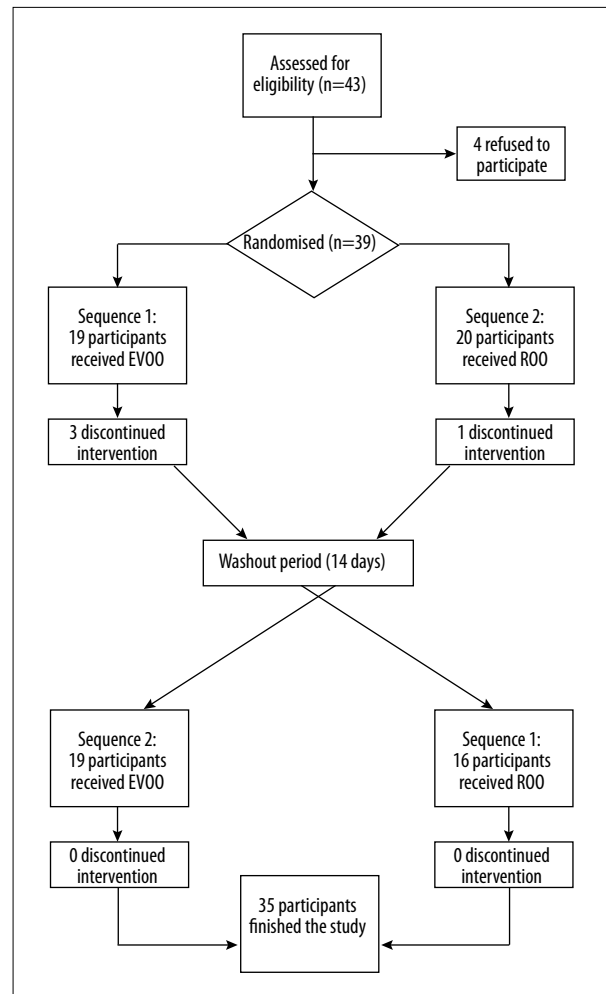 Assessed for
eligibility (n=43)
4 refused to
participate
Randomised (n=39)
Sequence 1:
19 participants
received EVOO
Sequence 2:
20 participants
received ROO
3 discontinued
intervention
1 discontinued
intervention
Washout period (14 days)
Sequence 2:
19 participants
received EVOO
Sequence 1:
16 participants
received ROO
0 discontinued
intervention
0 discontinued
intervention
35 participants
finished the study